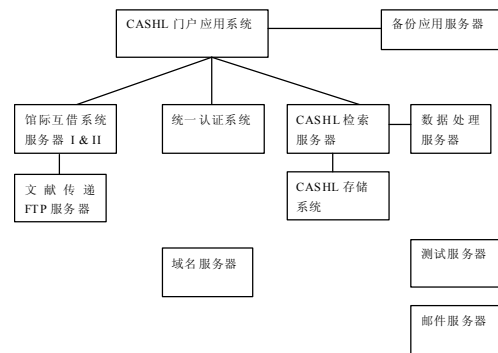 CASHL 门户应用系统
备份应用服务器
馆际互借系统
服务器 I & II
统一认证系统
CASHL 检索
服务器
数据处理
服务器
文献传递
FTP 服务器
CASHL 存储
系统
域名服务器
测试服务器
邮件服务器